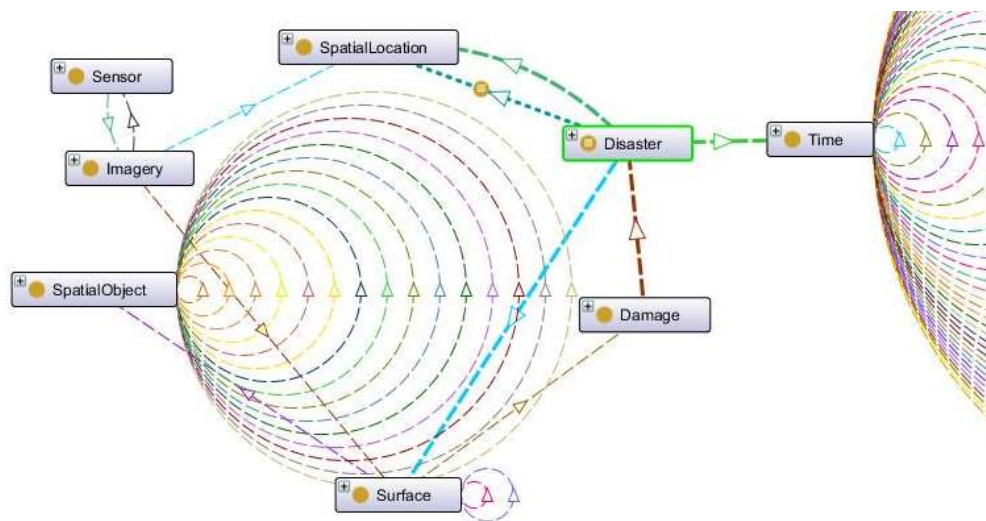 SpatialLocation
Sensor
Disaster
Time
Imagery
SpatialObject
Damage
Surface